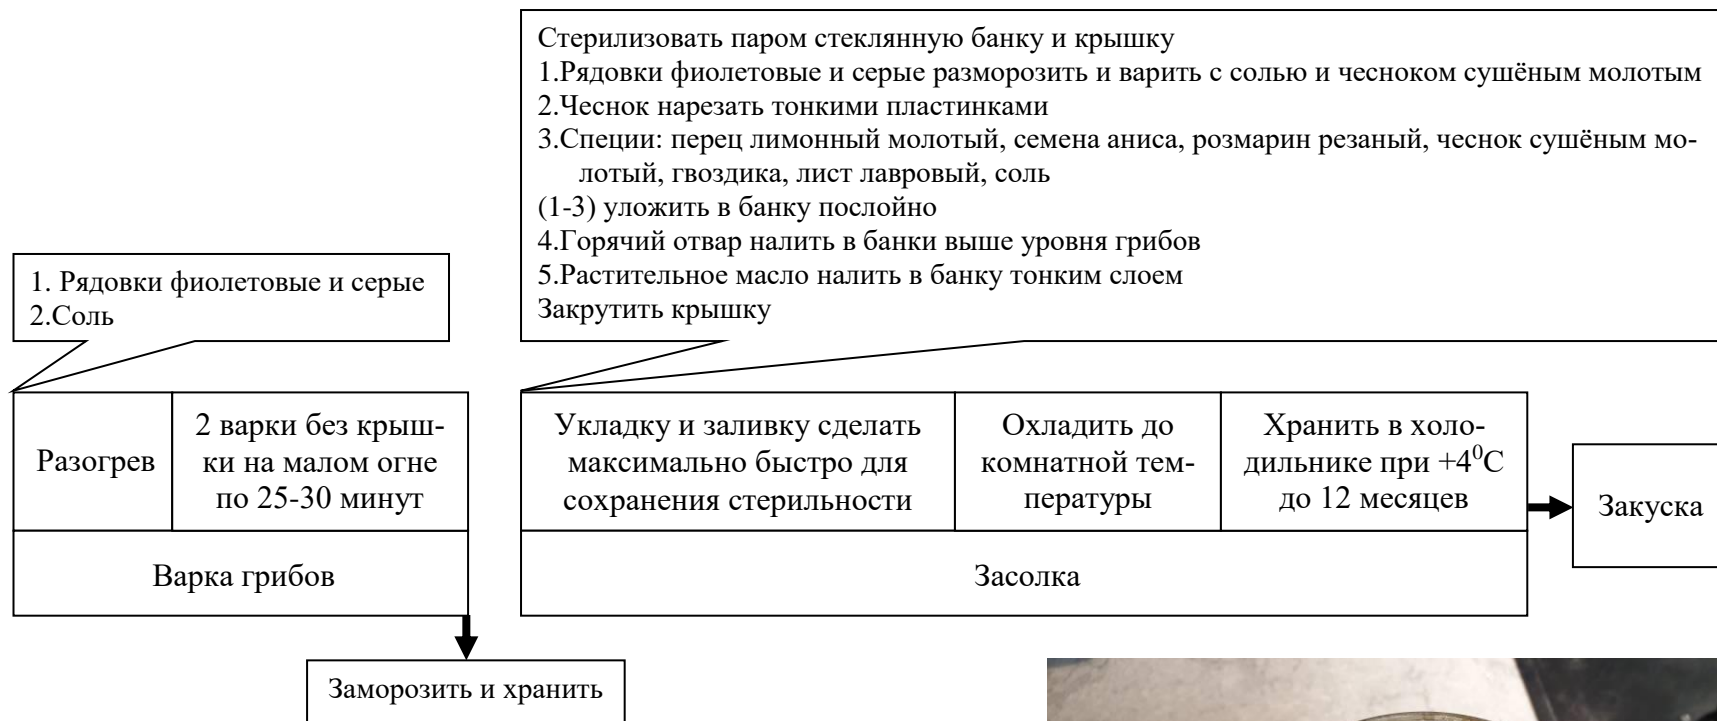 Стерилизовать паром стеклянную банку и крышку
1.Рядовки фиолетовые и серые разморозить и варить с солью и чесноком сушёным молотым
2.Чеснок нарезать тонкими пластинками
3.Специи: перец лимонный молотый, семена аниса, розмарин резаный, чеснок сушёным мо-
лотый, гвоздика, лист лавровый, соль
(1-3) уложить в банку послойно
4.Горячий отвар налить в банки выше уровня грибов
5.Растительное масло налить в банку тонким слоем
Закрутить крышку
1. Рядовки фиолетовые и серые
2.Соль
Разогрев
2 варки без крыш-
ки на малом огне
по 25-30 минут
Варка грибов
Укладку и заливку сделать
максимально быстро для
сохранения стерильности
Охладить до
комнатной тем-
пературы
Хранить в холо-
дильнике при +4⁰С
до 12 месяцев
Засолка
Закуска
Заморозить и хранить